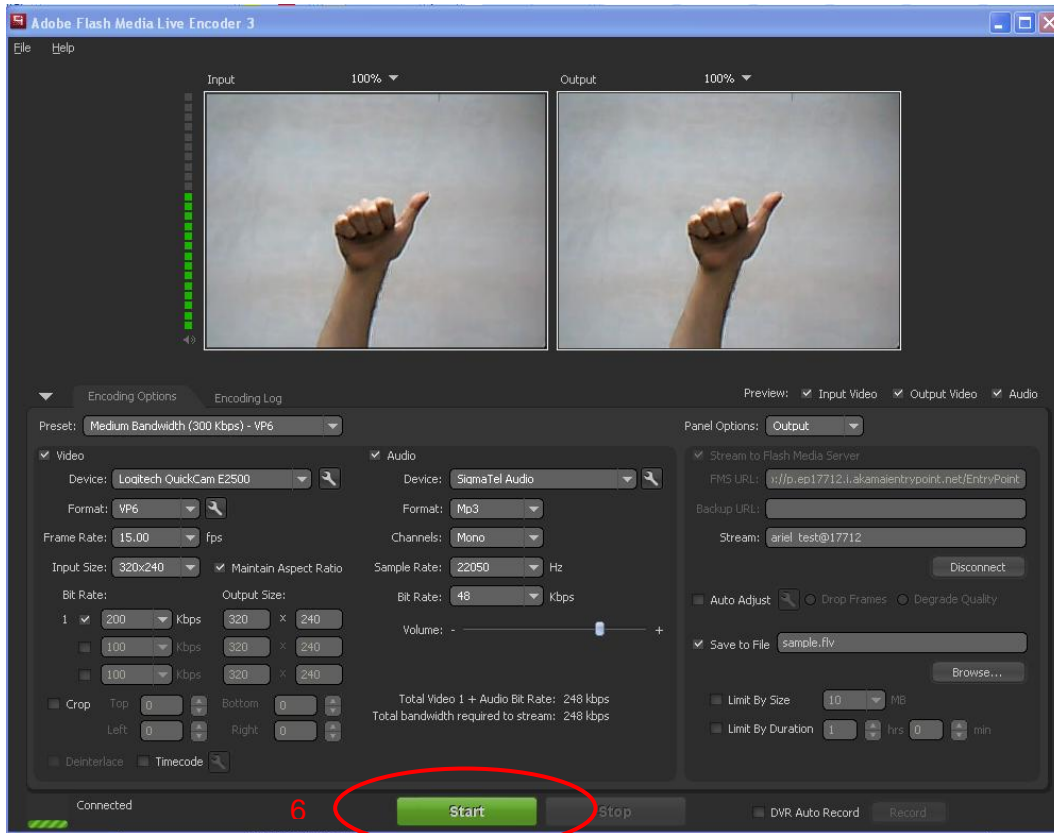 Adobe Flash Media Live Encoder 3
File Help
Input 100% Output 100%
Encoding Options Encoding Log
Preview: Input Video Output Video Audio
Preset: Medium Bandwidth (300 Kbps) - VP6
Panel Options: Output
Video
Audio
Stream to Flash Media Server
Device: Logitech QuickCam E2500
Device: SigmaTel Audio
FMS URL: ://p.ep17712.i.akamaientrypoint.net/EntryPoint
Format: VP6
Format: Mp3
Backup URL:
Frame Rate: 15.00 fps
Channels: Mono
Stream: ariel test@17712
Input Size: 320x240 Maintain Aspect Ratio
Sample Rate: 22050 Hz
Disconnect
Bit Rate: Output Size:
Bit Rate: 48 Kbps
Auto Adjust Drop Frames Degrade Quality
1 200 Kbps 320 x 240
Volume: - +
100 Kbps 320 x 240
Save to File sample.flv
100 Kbps 320 x 240
Browse...
Crop Top 0 Bottom 0
Total Video 1 + Audio Bit Rate: 248 kbps
Limit By Size 10 MB
Left 0 Right 0
Total bandwidth required to stream: 248 kbps
Limit By Duration 1 hrs 0 min
Deinterlace Timecode
Connected
6 Start Stop
DVR Auto Record Record